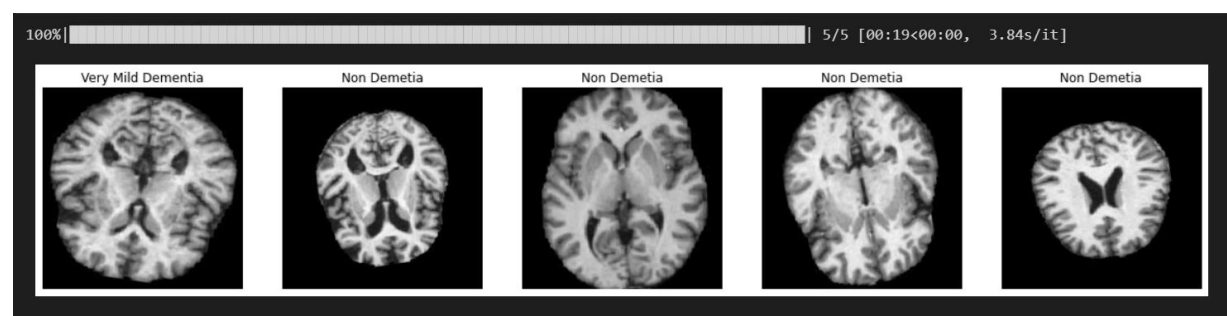 100%| | 5/5 [00:19<00:00, 3.84s/it]
Very Mild Dementia Non Demetia Non Demetia Non Demetia Non Demetia